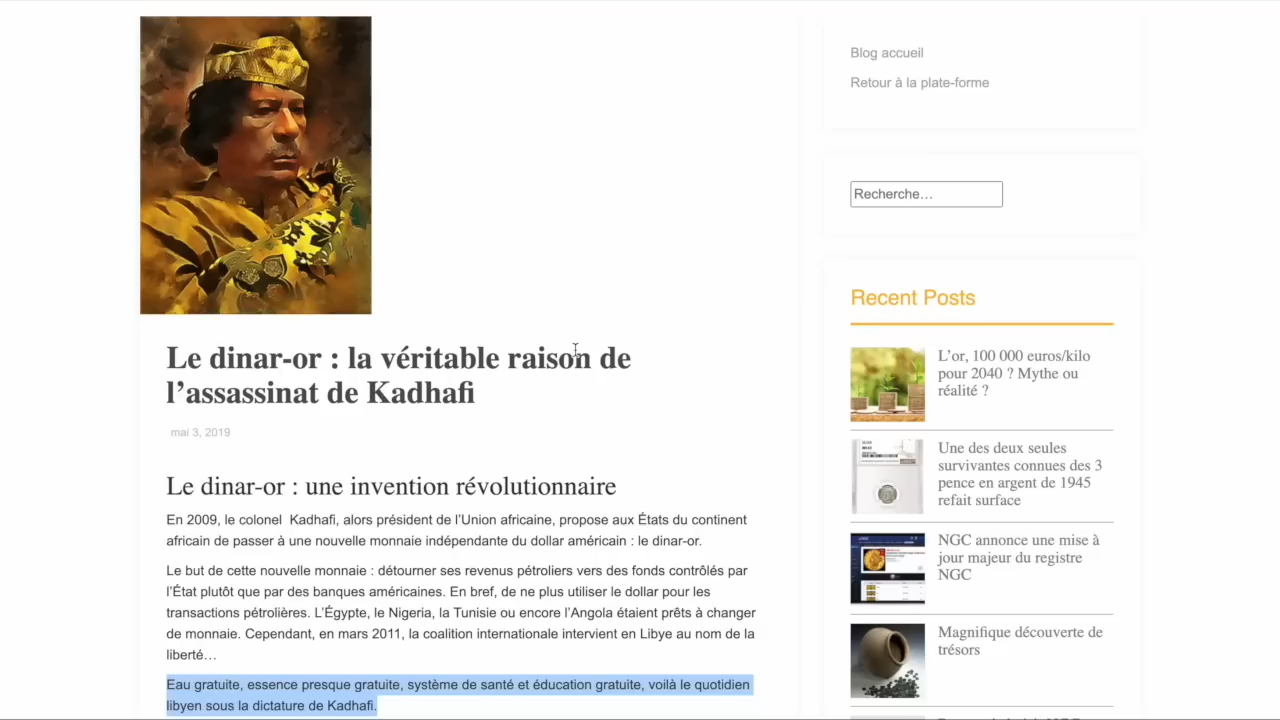 Blog accueil
Retour à la plate-forme
Recherche…
Le dinar-or : la véritable raison de
l’assassinat de Kadhafi
mai 3, 2019
Le dinar-or : une invention révolutionnaire
En 2009, le colonel  Kadhafi, alors président de l’Union africaine, propose aux États du continent
africain de passer à une nouvelle monnaie indépendante du dollar américain : le dinar-or.
Le but de cette nouvelle monnaie : détourner ses revenus pétroliers vers des fonds contrôlés par
l’État plutôt que par des banques américaines. En bref, de ne plus utiliser le dollar pour les
transactions pétrolières. L’Égypte, le Nigeria, la Tunisie ou encore l’Angola étaient prêts à changer
de monnaie. Cependant, en mars 2011, la coalition internationale intervient en Libye au nom de la
liberté…
Eau gratuite, essence presque gratuite, système de santé et éducation gratuite, voilà le quotidien
libyen sous la dictature de Kadhafi.
Recent Posts
L’or, 100 000 euros/kilo
pour 2040 ? Mythe ou
réalité ?
Une des deux seules
survivantes connues des 3
pence en argent de 1945
refait surface
NGC annonce une mise à
jour majeur du registre
NGC
Magnifique découverte de
trésors